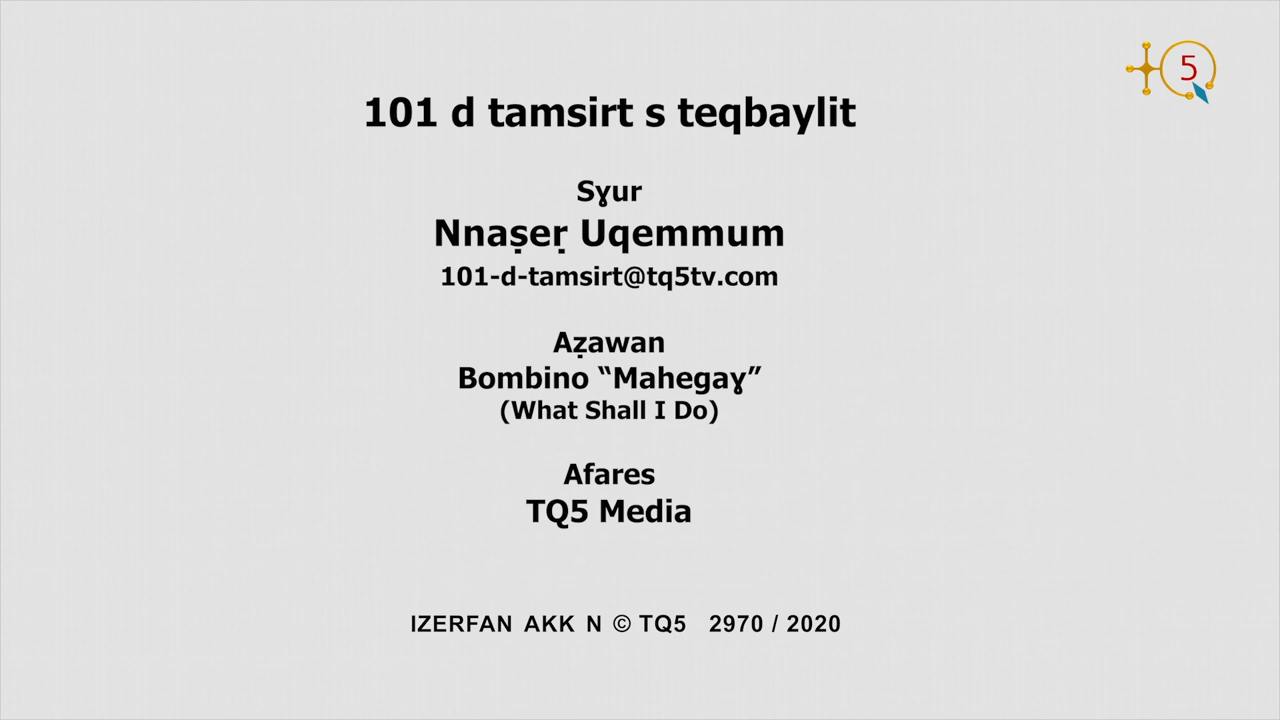 5
101 d tamsirt s teqbaylit
Sɣur
Nnaṣeṛ Uqemmum
101-d-tamsirt@tq5tv.com
Aẓawan
Bombino “Mahegaɣ”
(What Shall I Do)
Afares
TQ5 Media
IZERFAN AKK N © TQ5 2970 / 2020